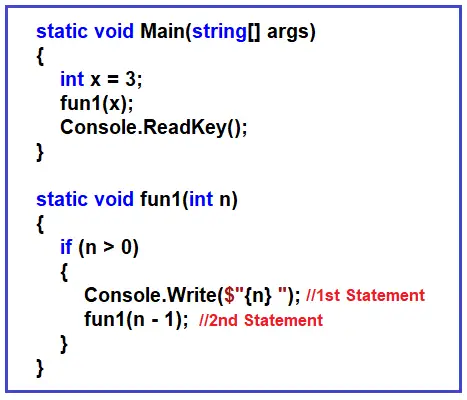 static void Main(string[] args)
{
int x = 3;
fun1(x);
Console.ReadKey();
}
static void fun1(int n)
{
if (n > 0)
{
Console.Write($"{n} "); //1st Statement
fun1(n - 1); //2nd Statement
}
}